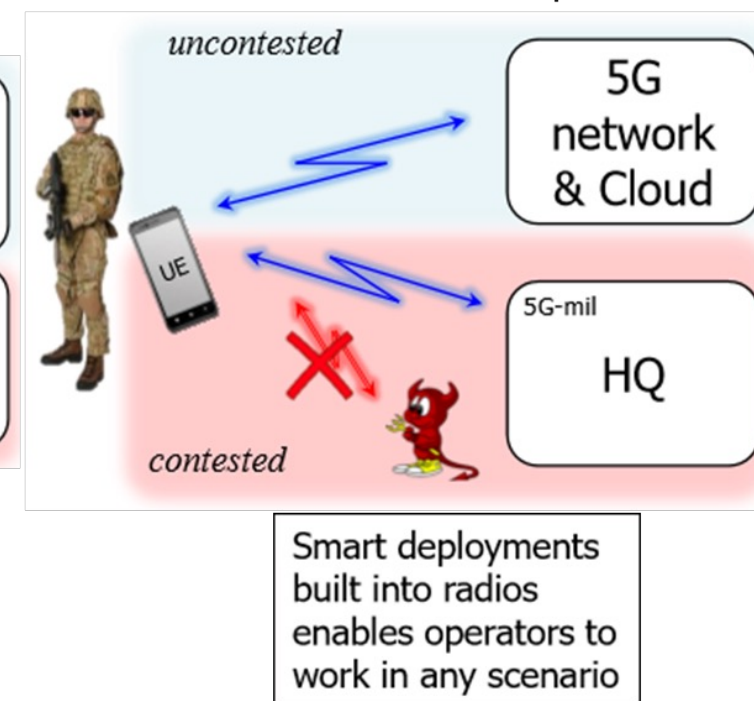 uncontested
5G
network
& Cloud
UE
5G-mil
HQ
contested
Smart deployments
built into radios
enables operators to
work in any scenario